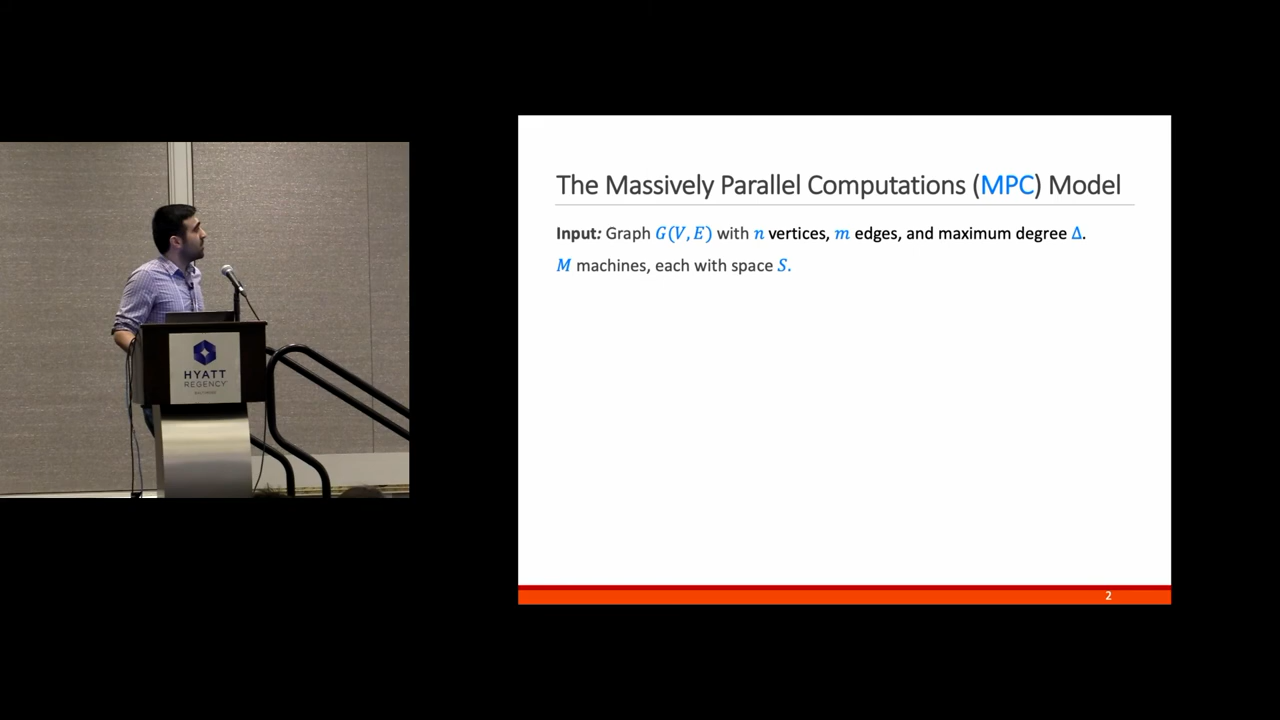 The Massively Parallel Computations (MPC) Model
Input: Graph G(V, E) with n vertices, m edges, and maximum degree Δ.
M machines, each with space S.
2
HYATT
REGENCY